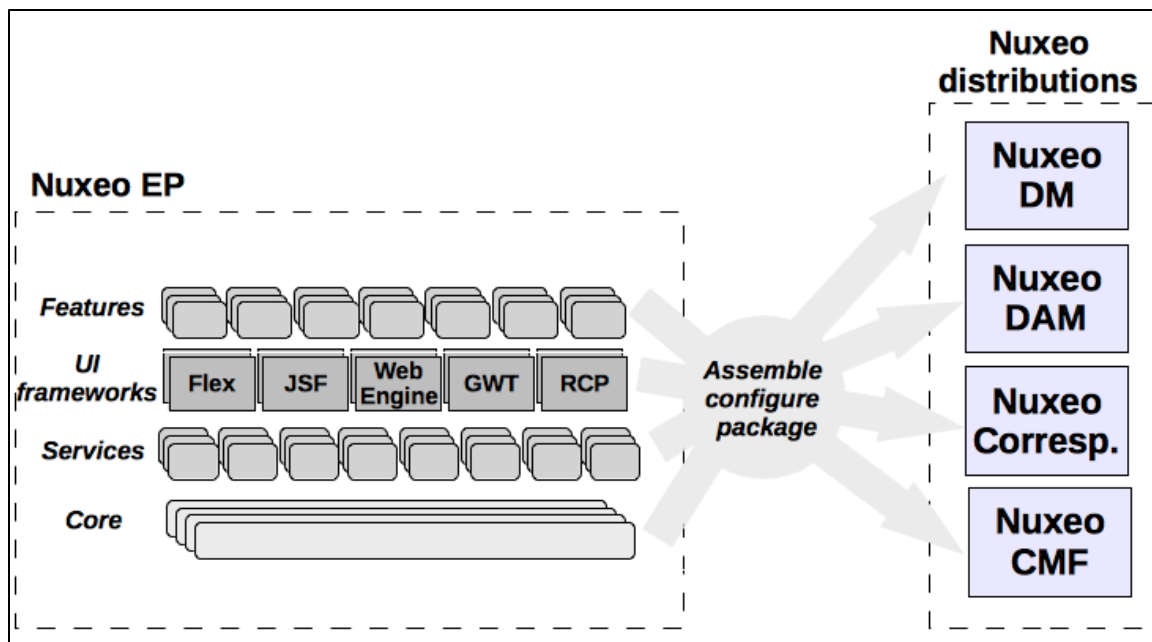 Nuxeo
distributions
Nuxeo EP
Features
UI
frameworks
Flex
JSF
Web
Engine
GWT
RCP
Services
Core
Assemble
configure
package
Nuxeo
DM
Nuxeo
DAM
Nuxeo
Corresp.
Nuxeo
CMF